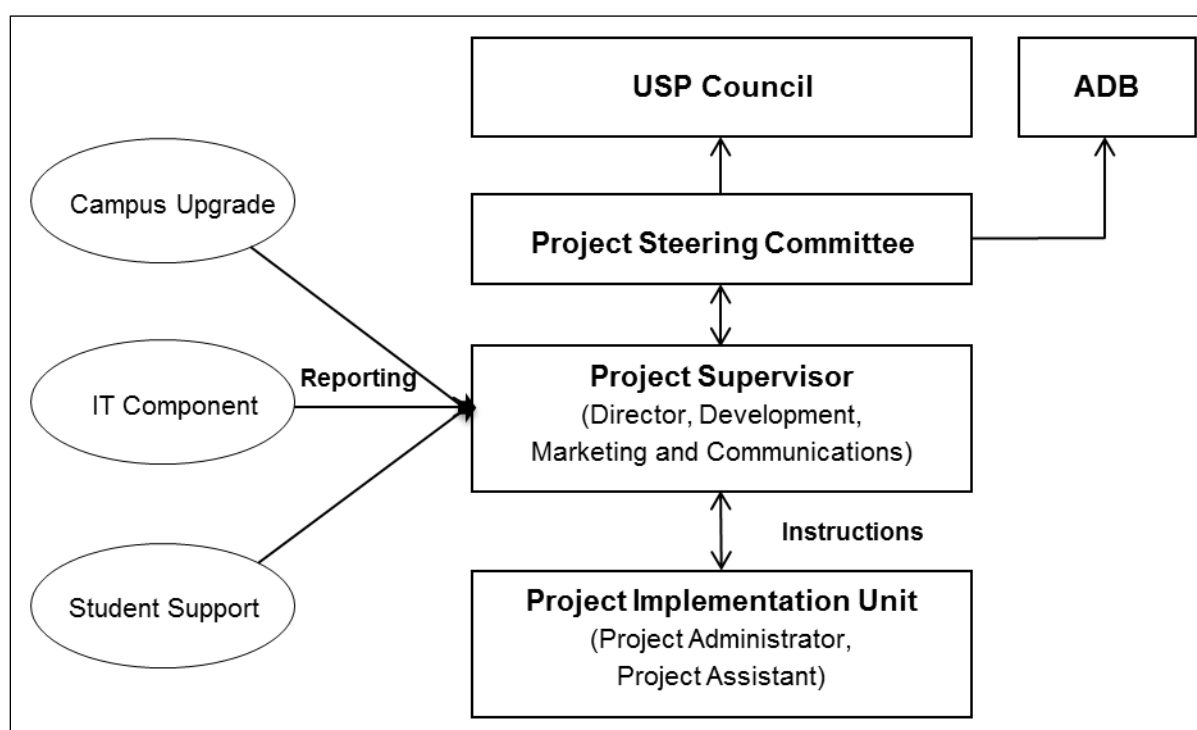 USP Council
ADB
Campus Upgrade
Project Steering Committee
Project Supervisor
(Director, Development,
Marketing and Communications)
Reporting
IT Component
Instructions
Project Implementation Unit
(Project Administrator,
Project Assistant)
Student Support